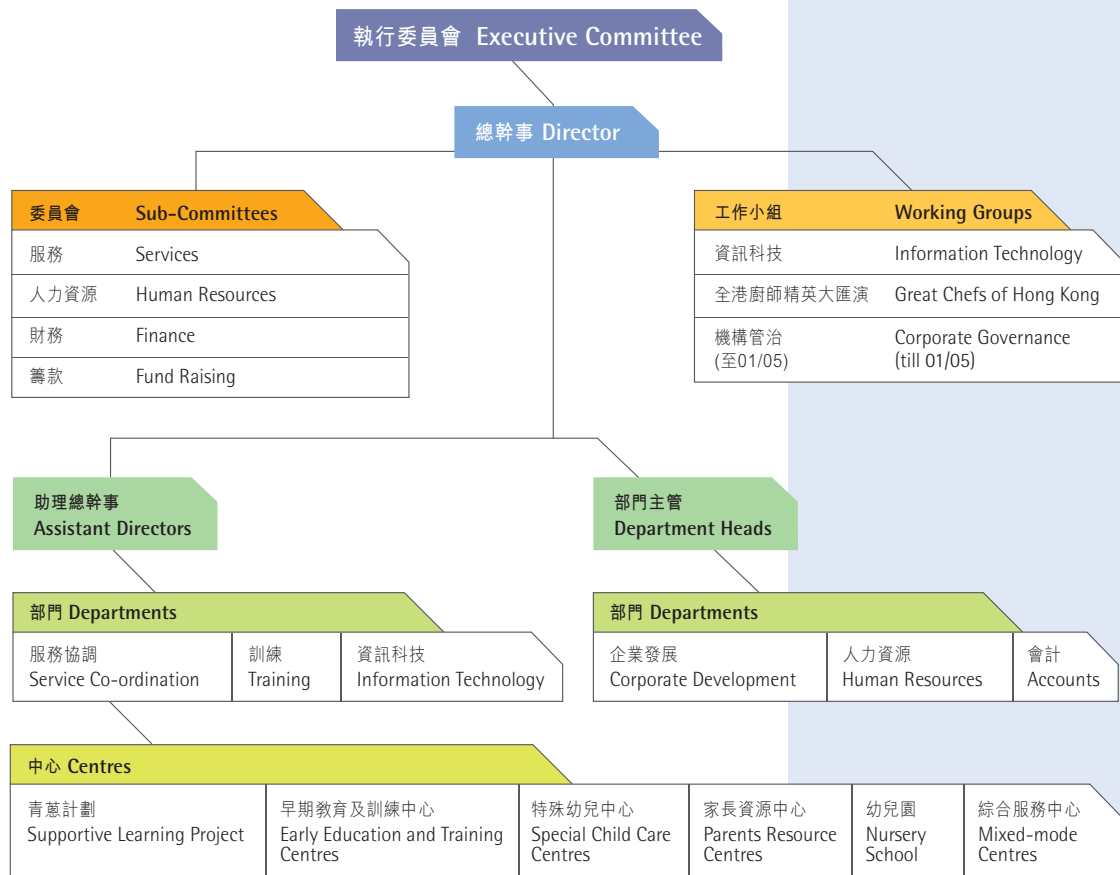 執行委員會 Executive Committee
總幹事 Director
委員會 Sub-Committees
服務 Services
人力資源 Human Resources
財務 Finance
籌款 Fund Raising
工作小組 Working Groups
資訊科技 Information Technology
全港廚師精英大匯演 Great Chefs of Hong Kong
機構管治 Corporate Governance
(至01/05) (till 01/05)
助理總幹事
Assistant Directors
部門主管
Department Heads
部門 Departments
服務協調
Service Co-ordination
訓練
Training
資訊科技
Information Technology
部門 Departments
企業發展
Corporate Development
人力資源
Human Resources
會計
Accounts
中心 Centres
青蔥計劃
Supportive Learning Project
早期教育及訓練中心
Early Education and Training
Centres
特殊幼兒中心
Special Child Care
Centres
家長資源中心
Parents Resource
Centres
幼兒園
Nursery
School
綜合服務中心
Mixed-mode
Centres